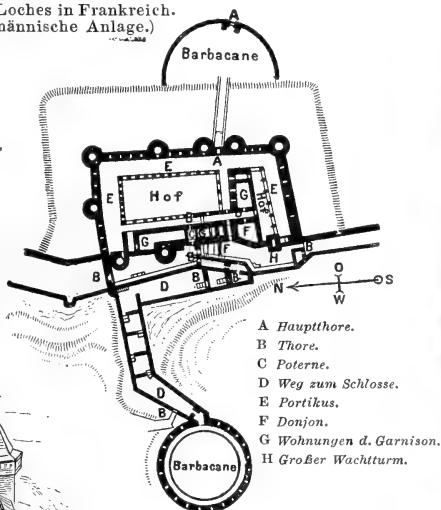 Loches in Frankreich.
männische Anlage.)
A
Barbacane
A
E
E
Hof
G
E
Hof
B
B
G
F
G
F
H
B
B
B
D
B
B
O
N
S
W
A Hauptthore.
B Thore.
C Poterne.
D Weg zum Schlosse.
E Portikus.
F Donjon.
G Wohnungen d. Garnison.
H Großer Wachtturm.
D
B
Barbacane